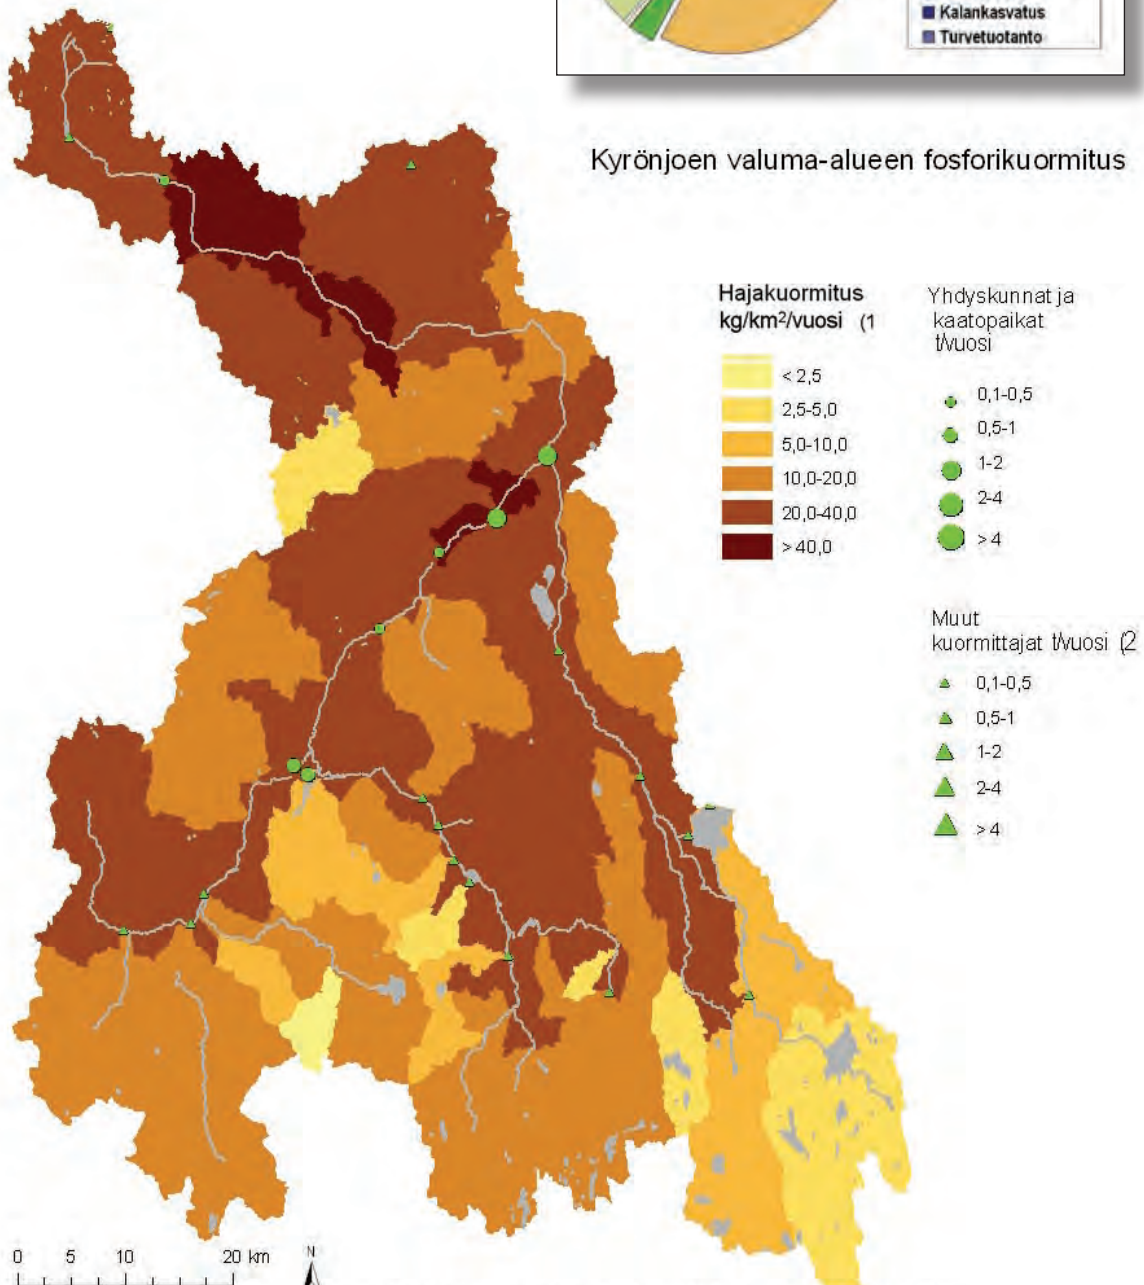 Kalankasvatus
Turvetuotanto
Kyrönjoen valuma-alueen fosforikuormitus
Hajakuormitus
kg/km²/vuosi (1
< 2,5
2,5-5,0
5,0-10,0
10,0-20,0
20,0-40,0
> 40,0
Yhdyskunnat ja
kaatopaikat
t/vuosi
0,1-0,5
0,5-1
1-2
2-4
> 4
Muut
kuormittajat t/vuosi (2
0,1-0,5
0,5-1
1-2
2-4
> 4
0 5 10 20 km
N